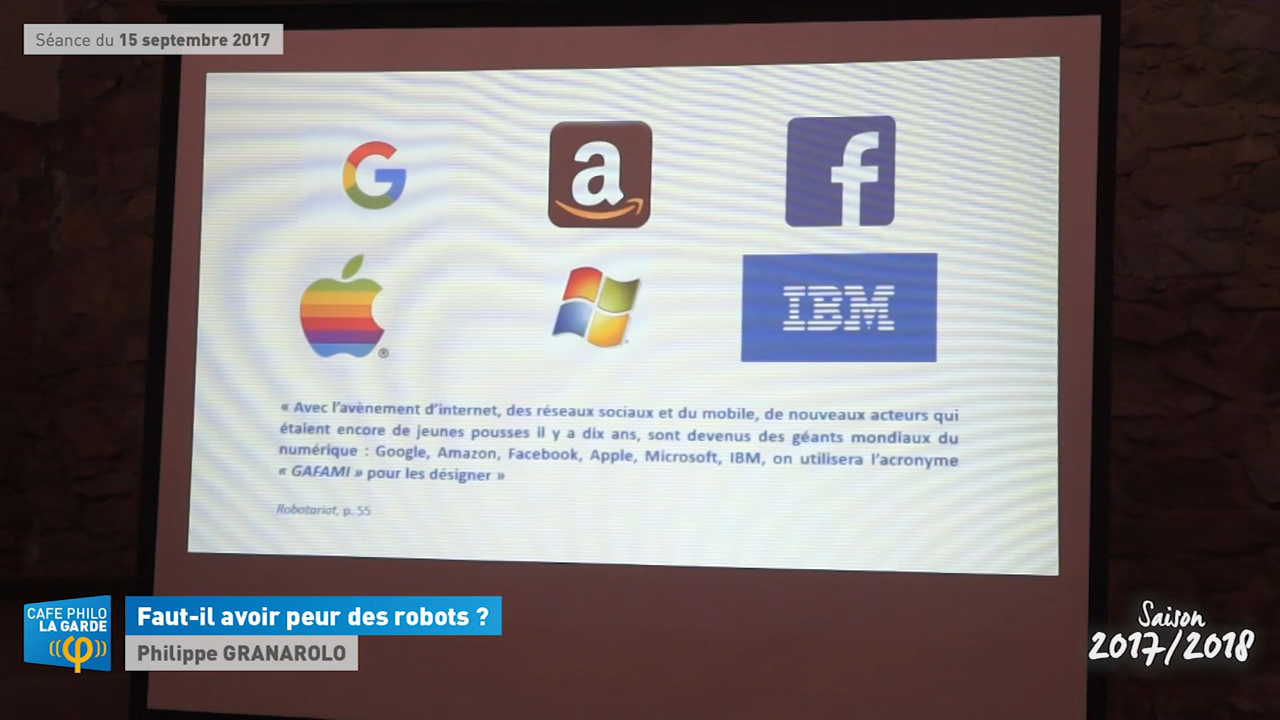 Séance du 15 septembre 2017
G
a
f
IBM
®
« Avec l'avènement d'internet, des réseaux sociaux et du mobile, de nouveaux acteurs qui
étaient encore de jeunes pousses il y a dix ans, sont devenus des géants mondiaux du
numérique : Google, Amazon, Facebook, Apple, Microsoft, IBM, on utilisera l'acronyme
« GAFAMI » pour les désigner »
Robotariat, p. 55
CAFE PHILO
LA GARDE
φ
Faut-il avoir peur des robots ?
Philippe GRANAROLO
Saison
2017/2018